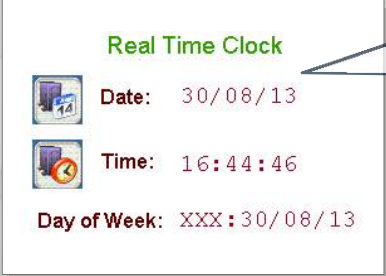 Real Time Clock
Date: 30/08/13
Time: 16:44:46
Day of Week: XXX:30/08/13